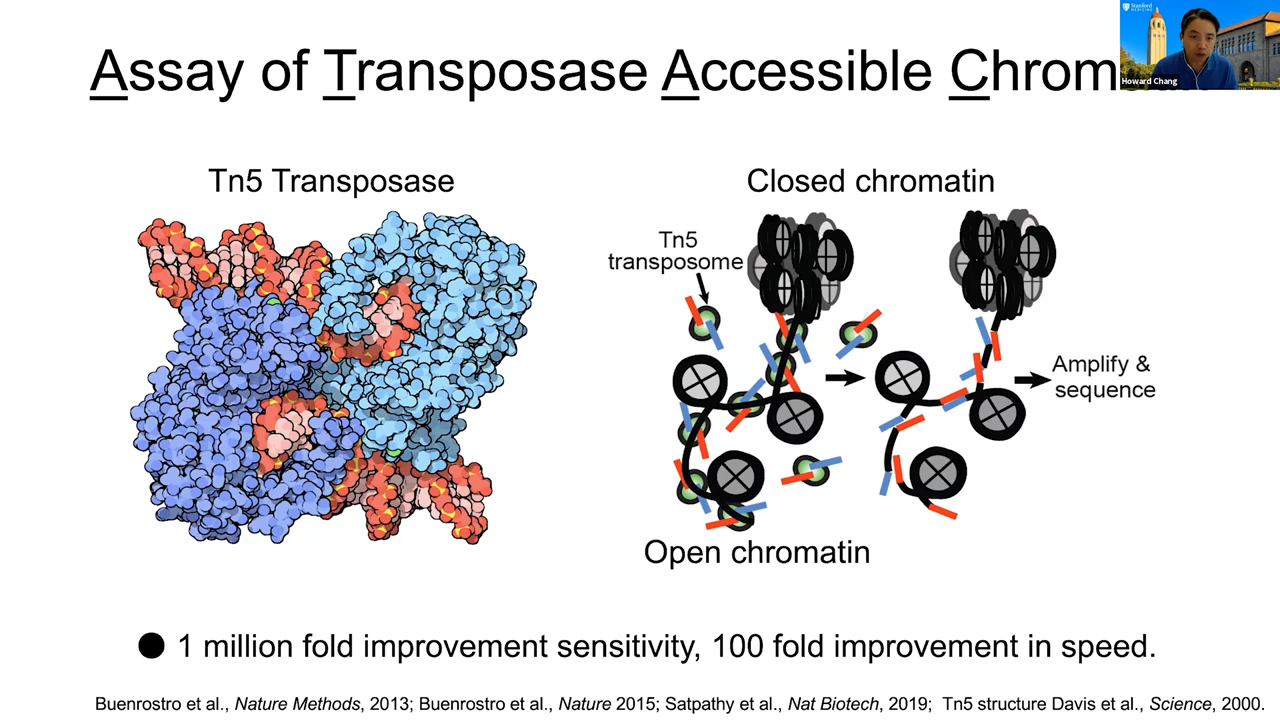 Assay of Transposase Accessible Chrom
Stanford
MEDICINE
Howard Chang
Tn5 Transposase
Closed chromatin
Tn5
transposome
Amplify &
sequence
Open chromatin
● 1 million fold improvement sensitivity, 100 fold improvement in speed.
Buenrostro et al., Nature Methods, 2013; Buenrostro et al., Nature 2015; Satpathy et al., Nat Biotech, 2019; Tn5 structure Davis et al., Science, 2000.